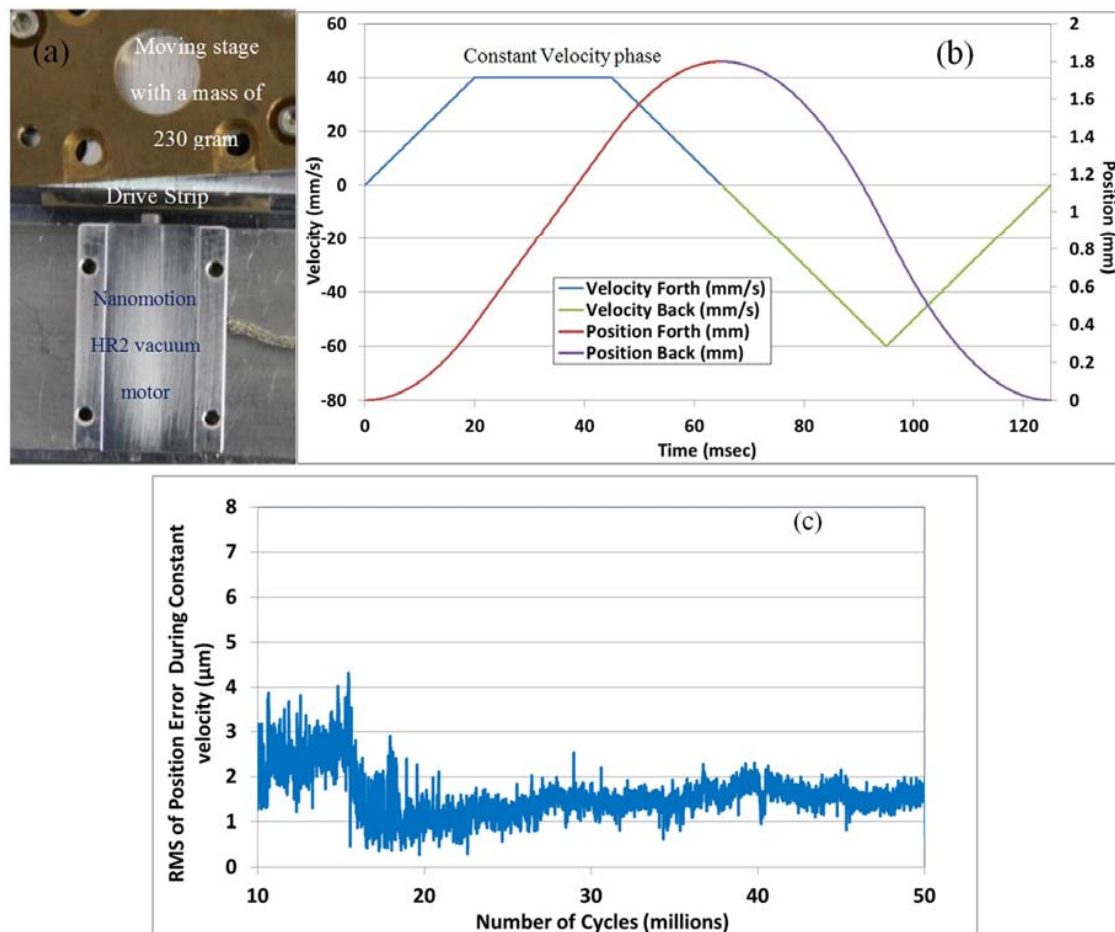 (a)
Moving stage
with a mass of
230 gram
Drive Strip
Nanomotion
HR2 vacuum
motor
(b)
Constant Velocity phase
60
40
20
0
-20
-40
-60
-80
Velocity (mm/s)
2
1.8
1.6
1.4
1.2
1
0.8
0.6
0.4
0.2
0
Position (mm)
Velocity Forth (mm/s)
Velocity Back (mm/s)
Position Forth (mm)
Position Back (mm)
0 20 40 60 80 100 120
Time (msec)
(c)
8
7
6
5
4
3
2
1
0
RMS of Position Error During Constant
velocity (μm)
10 20 30 40 50
Number of Cycles (millions)